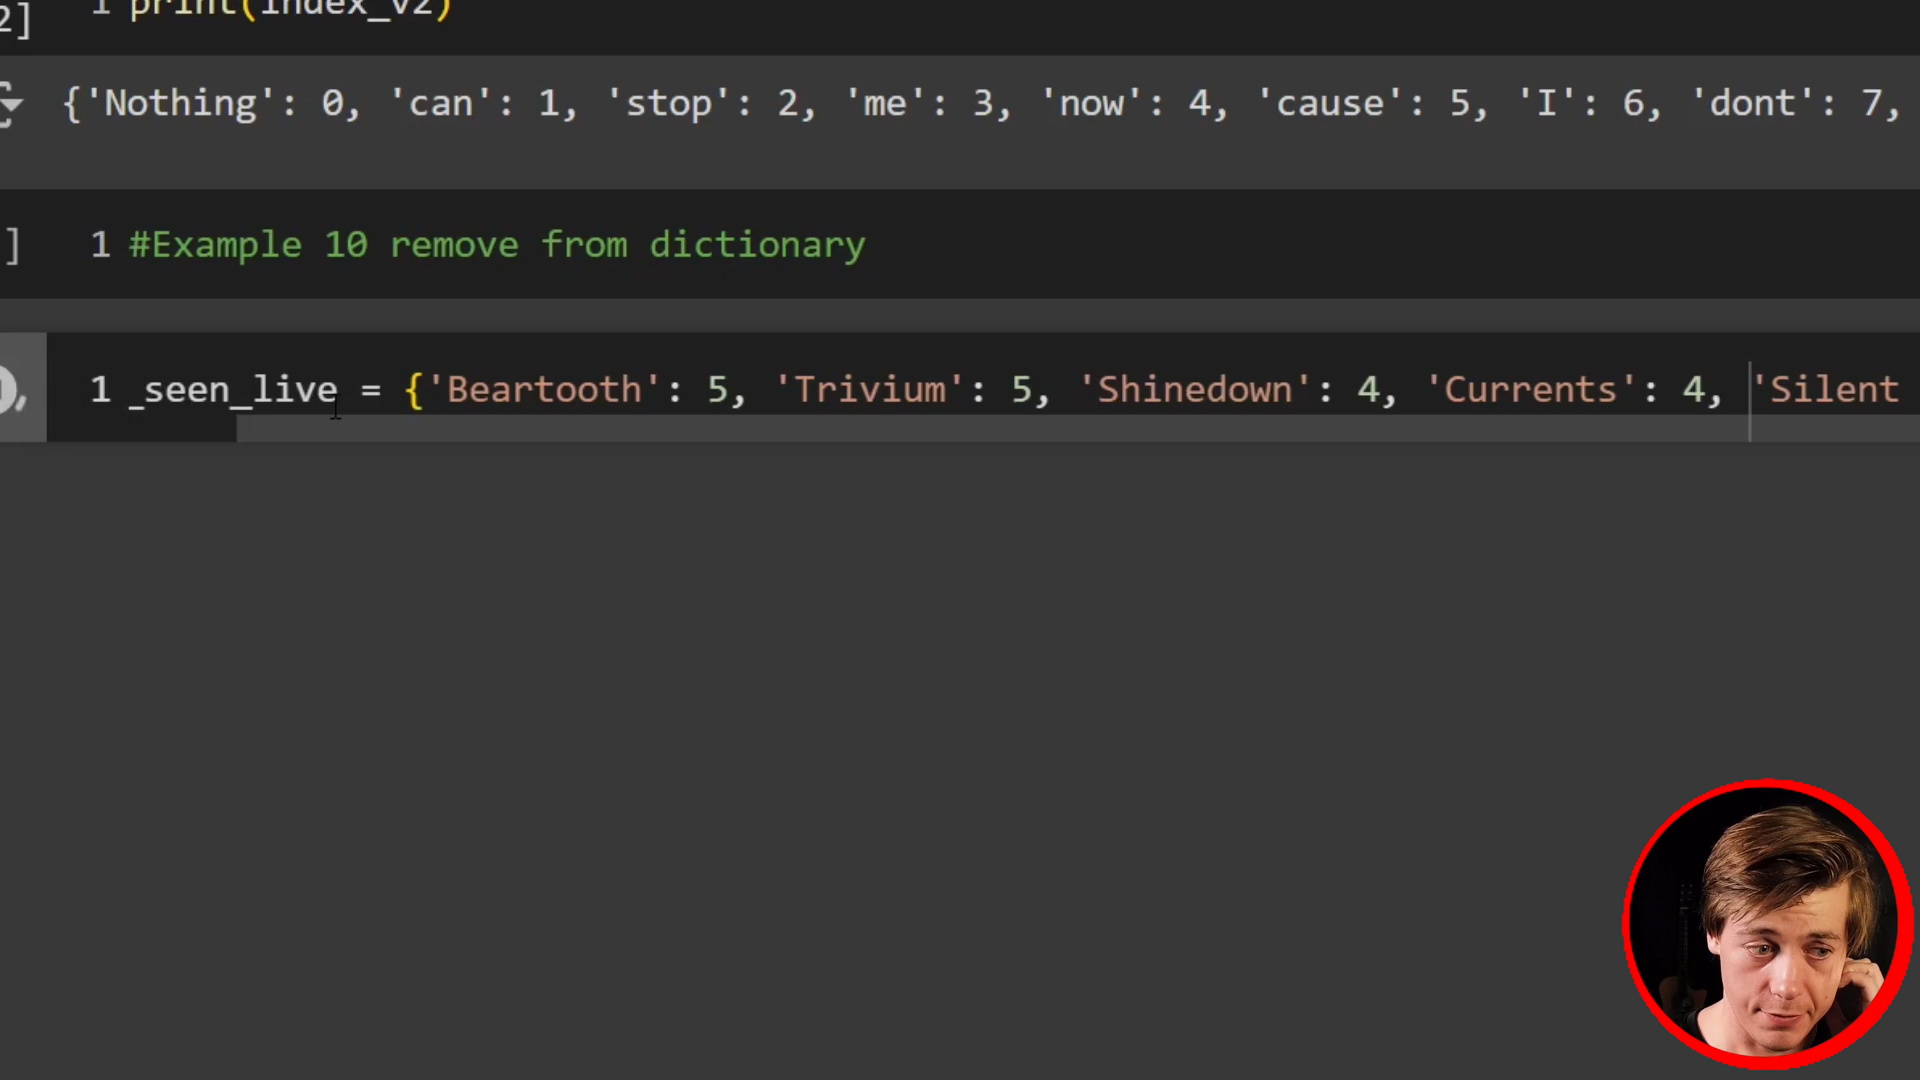 2] 1 print(index_v2)
{'Nothing': 0, 'can': 1, 'stop': 2, 'me': 3, 'now': 4, 'cause': 5, 'I': 6, 'dont': 7,
] 1 #Example 10 remove from dictionary
1 _seen_live = {'Beartooth': 5, 'Trivium': 5, 'Shinedown': 4, 'Currents': 4, 'Silent